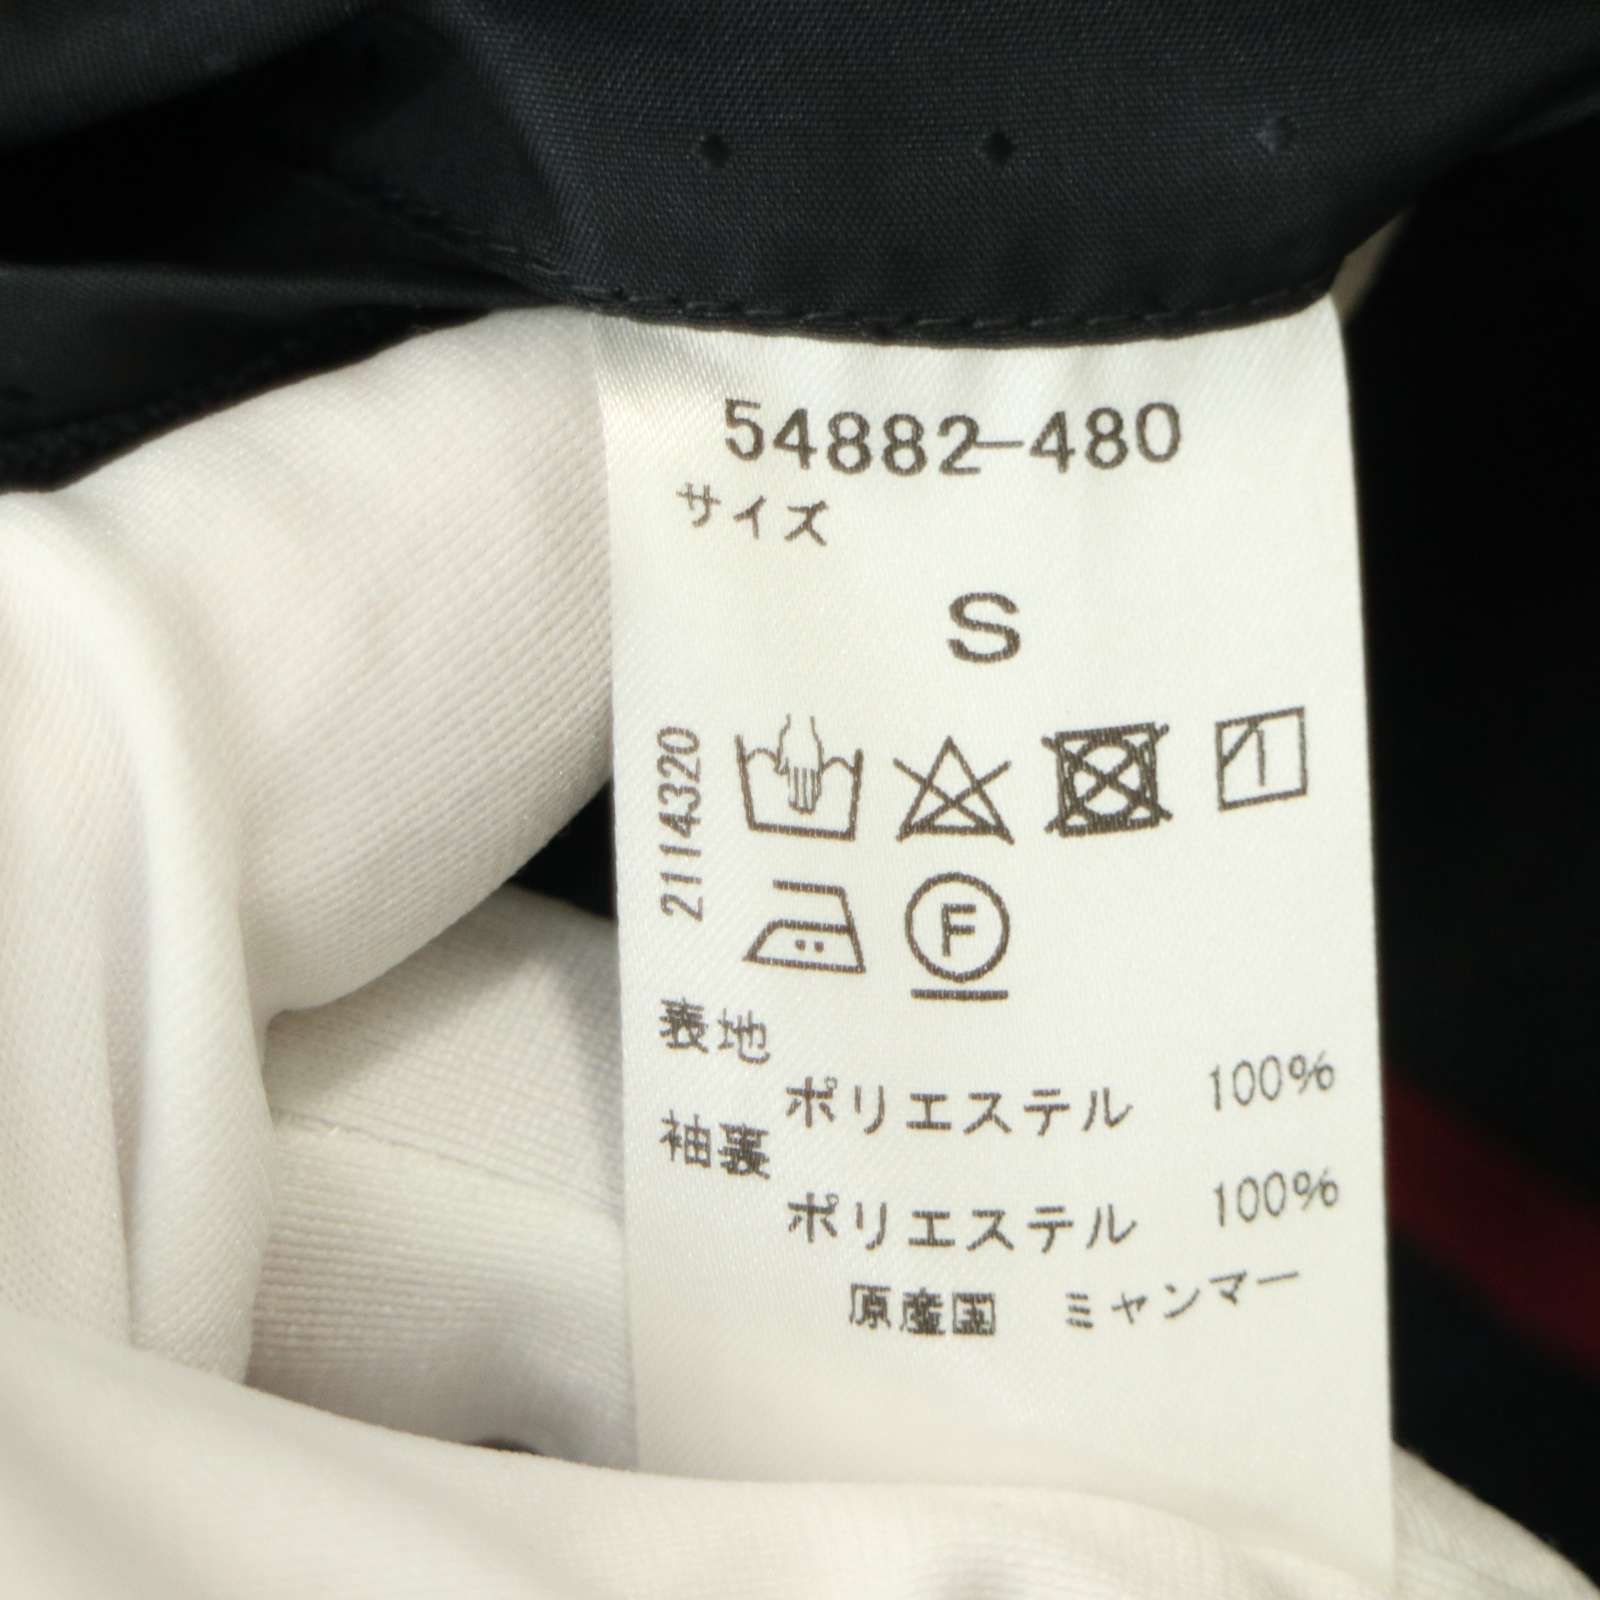 54882-480
サイズ
S
2114320
F
表地
ポリエステル 100%
袖裏
ポリエステル 100%
原産国 ミャンマー